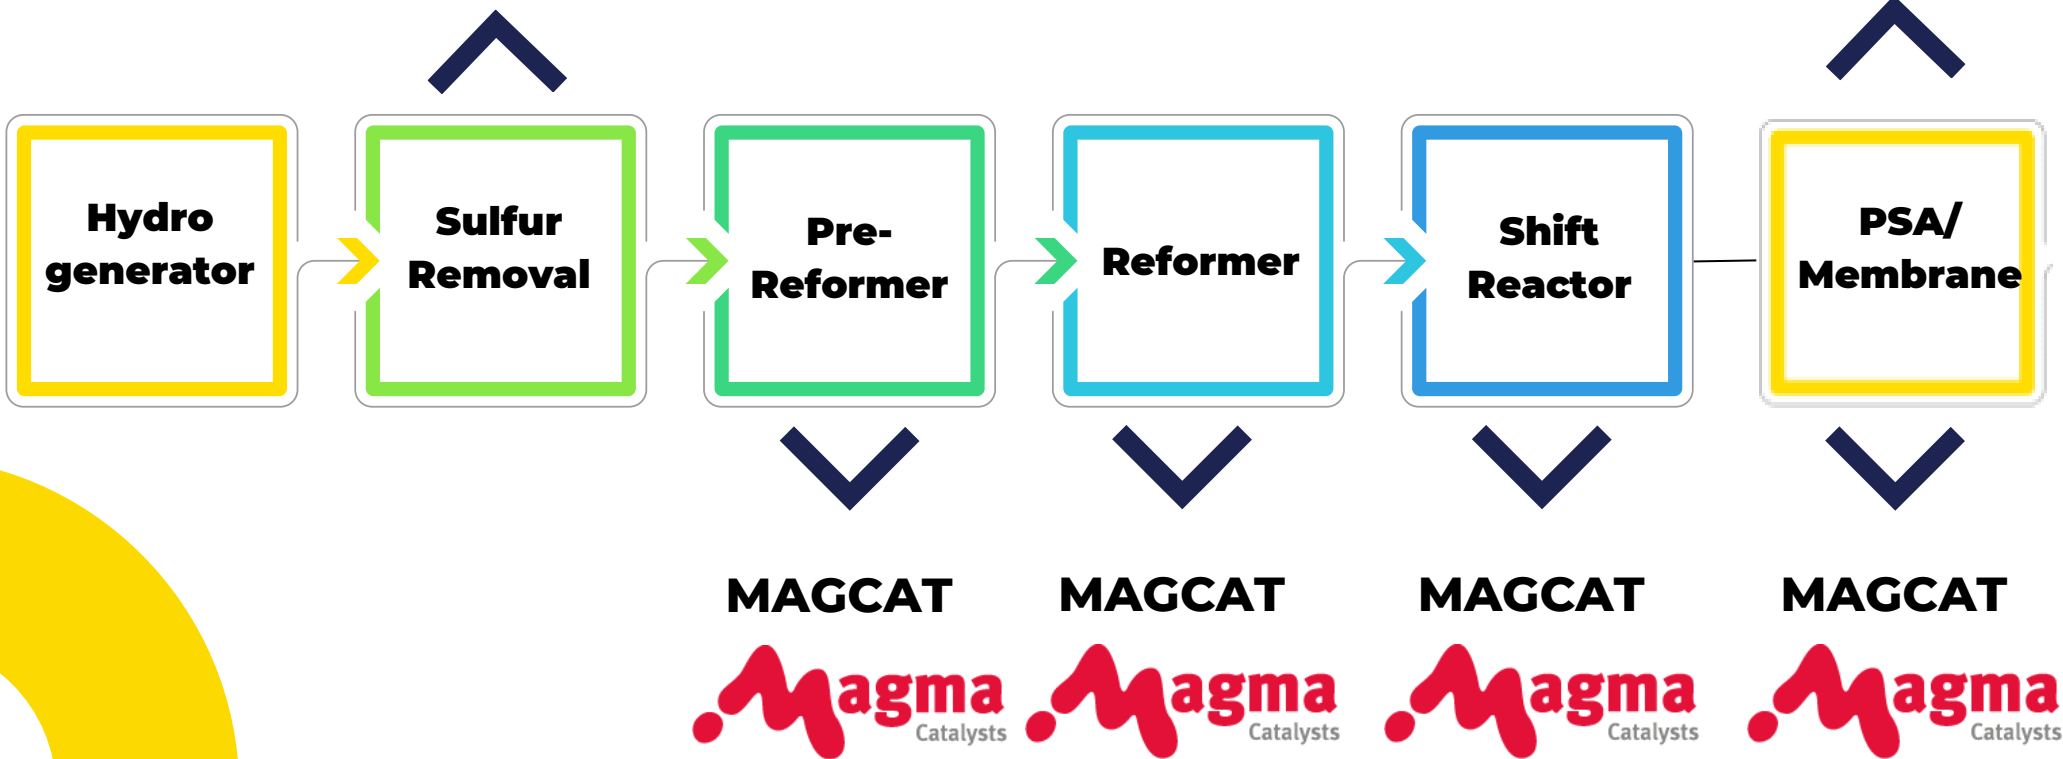 Hydro
generator
Sulfur
Removal
Pre-
Reformer
Reformer
Shift
Reactor
PSA/
Membrane
MAGCAT MAGCAT MAGCAT MAGCAT
Magma Magma Magma Magma
Catalysts Catalysts Catalysts Catalysts